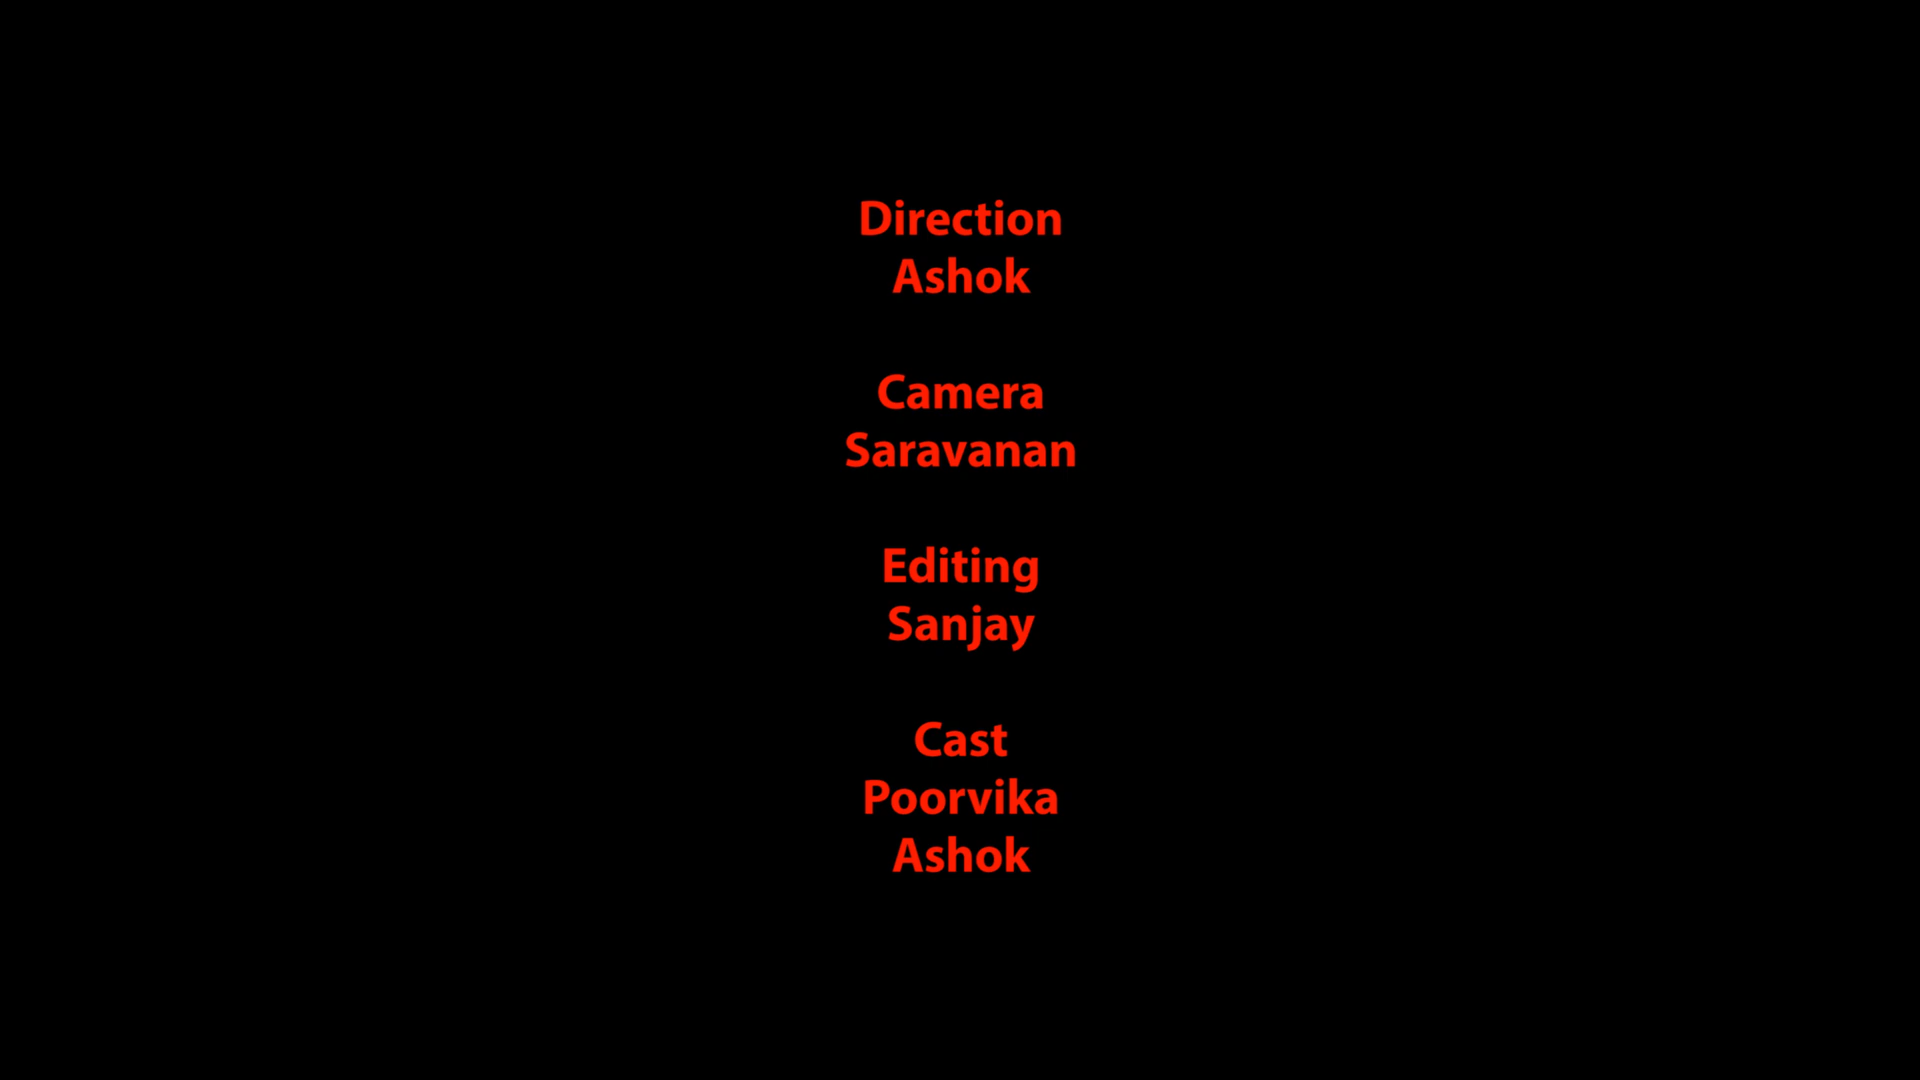 Direction
Ashok
Camera
Saravanan
Editing
Sanjay
Cast
Poorvika
Ashok